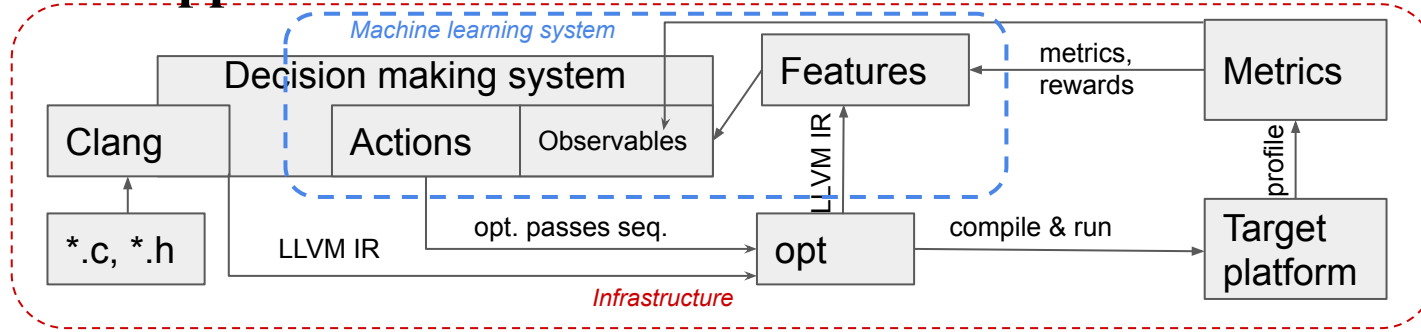 Machine learning system
Decision making system
Features
metrics,
rewards
Metrics
Clang
Actions
Observables
LLVM IR
profile
*.c, *.h
LLVM IR
opt. passes seq.
opt
compile & run
Target
platform
Infrastructure